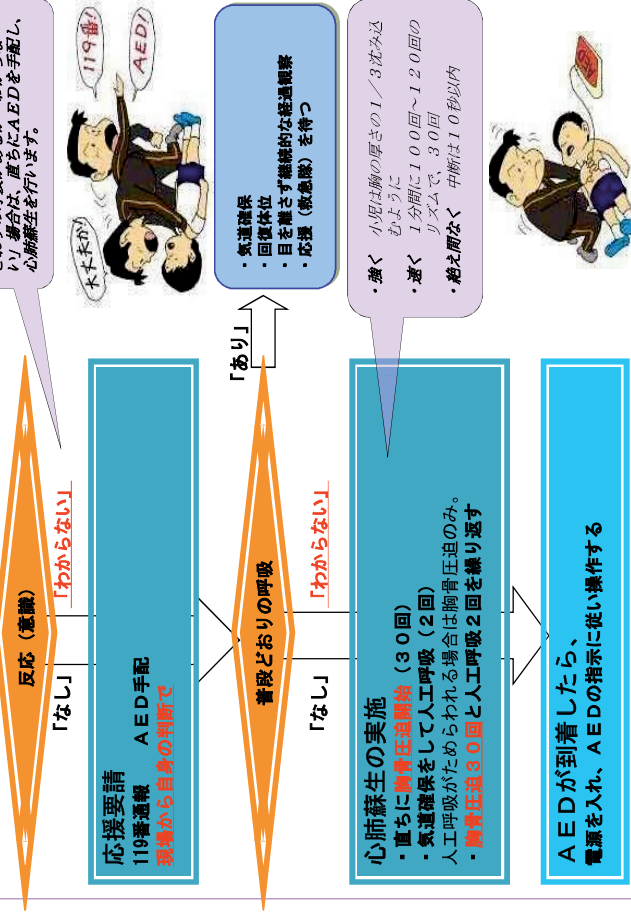 い」場合は、直ちにAEDを手配し、
心肺蘇生を行います。
119番!
AED!
大丈夫か!
反応（意識）
「なし」
「わからない」
応援要請
119番通報　ＡＥＤ手配
現場から自身の判断で
普段どおりの呼吸
「あり」
・気道確保
・回復体位
・目を離さず継続的な経過観察
・応援（救急隊）を待つ
「なし」
「わからない」
心肺蘇生の実施
・直ちに胸骨圧迫開始（３０回）
・気道確保をして人工呼吸（２回）
人工呼吸がためらわれる場合は胸骨圧迫のみ。
・胸骨圧迫３０回と人工呼吸２回を繰り返す
・強く　小児は胸の厚さの１／３沈み込
むように
・速く　１分間に１００回～１２０回の
リズムで、３０回
・絶え間なく　中断は１０秒以内
ＡＥＤが到着したら、
電源を入れ、ＡＥＤの指示に従い操作する
AED